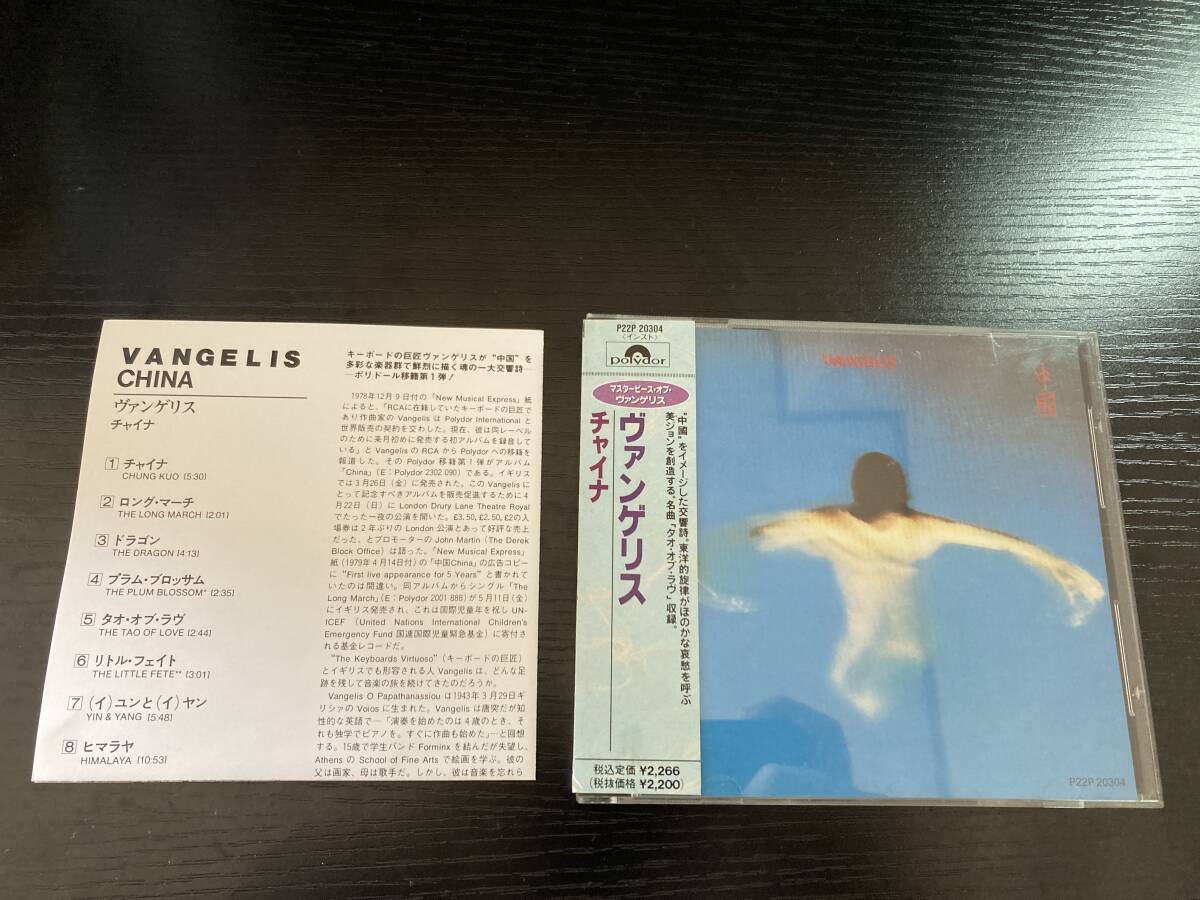 VANGELIS
CHINA
ヴァンゲリス
チャイナ
1 チャイナ
CHUNG KUO [5:30]
2 ロング・マーチ
THE LONG MARCH [2:01]
3 ドラゴン
THE DRAGON [4:13]
4 プラム・ブロッサム
THE PLUM BLOSSOM* [2:35]
5 タオ・オブ・ラヴ
THE TAO OF LOVE [2:44]
6 リトル・フェイト
THE LITTLE FETE** [3:01]
7 (イ)ユンと(イ)ヤン
YIN & YANG [5:48]
8 ヒマラヤ
HIMALAYA [10:53]
キーボードの巨匠ヴァンゲリスが“中国”を
多彩な楽器群で鮮烈に描く魂の一大交響詩──
──ポリドール移籍第1弾!
1978年12月9日付の「New Musical Express」紙
によると、「RCAに在籍していたキーボードの巨匠で
あり作曲家の Vangelis は Polydor International と
世界販売の契約を交わした。現在、彼は同レーベル
のために来月初めに発売する初アルバムを録音して
いる」と Vangelis の RCA から Polydor への移籍を
報道した。その Polydor 移籍第1弾がアルバム
「China」(E:Polydor 2302 090)である。イギリス
では3月26日(金)に発売された。この Vangelis に
とって記念すべきアルバムを販売促進するために4
月22日(日)に London Drury Lane Theatre Royal
でたった一夜の公演を開いた。£3.50、£2.50、£2の入
場券は2年ぶりの London 公演とあって好評な売上
だった、とプロモーターの John Martin (The Derek
Block Office) は語った。「New Musical Express」
紙(1979年4月14日付)の「中国China」の広告コピー
に “First live appearance for 5 Years” と書かれて
いたのは間違い。同アルバムからシングル「The
Long March」(E:Polydor 2001 888)が5月11日(金)
にイギリス発売され、これは国際児童年を祝し UN-
ICEF (United Nations International Children's
Emergency Fund 国連国際児童緊急基金)に寄付さ
れる基金レコードだ。
“The Keyboards Virtuoso”(キーボードの巨匠)
とイギリスでも形容される人 Vangelis は、どんな足
跡を残して音楽の旅を続けてきたのだろうか。
Vangelis O Papathanassiou は1943年3月29日ギ
リシァの Volos に生まれた。Vangelis は唐突だが知
性的な英語で─「演奏を始めたのは4歳のとき、そ
れも独学でピアノを。すぐに作曲も始めた」─と回想
する。15歳で学生バンド Forminx を結んだが失望し、
Athens の School of Fine Arts で絵画を学ぶ。彼の
父は画家、母は歌手だ。しかし、彼は音楽を忘れら
P22P 20304
〈インスト〉
polydor
マスターピース・オブ・
ヴァンゲリス
ヴァンゲリス
チャイナ
“中國”をイメージした交響詩。東洋的旋律がほのかな哀愁を呼ぶ
美ジョンを創造する。名曲「タオ・オブ・ラヴ」収録。
税込定価 ¥2,266
(税抜価格 ¥2,200)
VANGELIS
中國
P22P 20304